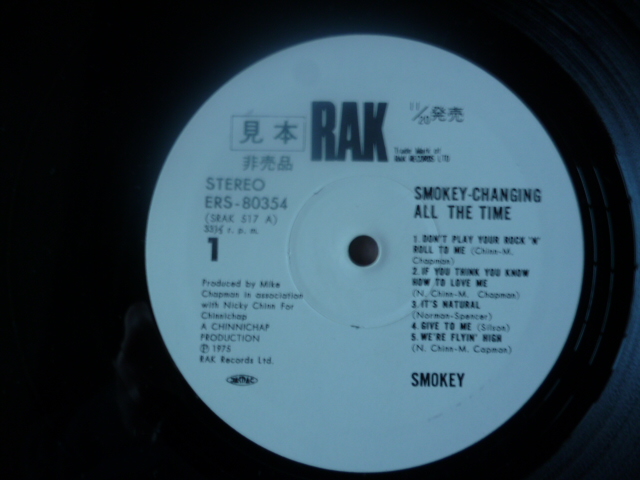 見本
非売品
RAK
Trade Mark of
RAK RECORDS LTD
11/20発売
STEREO
ERS-80354
(SRAK 517 A)
33⅓ r. p. m.
1
SMOKEY-CHANGING
ALL THE TIME
1. DON'T PLAY YOUR ROCK 'N'
ROLL TO ME (Chinn-M.
Chapman)
2. IF YOU THINK YOU KNOW
HOW TO LOVE ME
(N. Chinn-M. Chapman)
3. IT'S NATURAL
(Norman-Spencer)
4. GIVE TO ME (Silson)
5. WE'RE FLYIN' HIGH
(N. Chinn-M. Capman)
Produced by Mike
Chapman in association
with Nicky Chinn For
Chinnichap
A CHINNICHAP
PRODUCTION
Ⓟ 1975
RAK Records Ltd.
SMOKEY